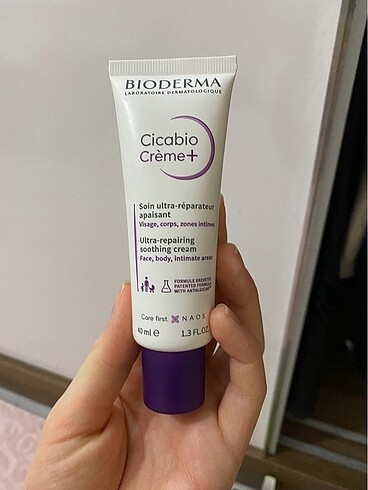 BIODERMA
LABORATOIRE DERMATOLOGIQUE
Cicabio
Crème+
Soin ultra-réparateur
apaisant
Visage, corps, zones intimes
Ultra-repairing
soothing cream
Face, body, intimate areas
FORMULE BREVETÉE
PATENTED FORMULA
WITH ANTALGICINE
Care first. NAOS
40 ml e 1.3 FL.OZ.